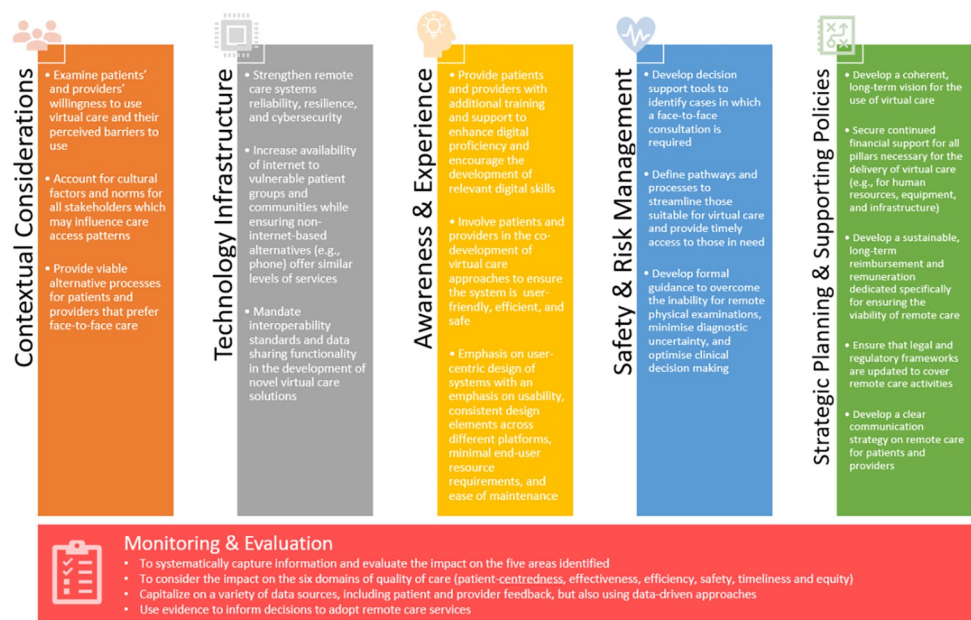 Contextual Considerations
• Examine patients'
and providers'
willingness to use
virtual care and their
perceived barriers to
use
• Account for cultural
factors and norms for
all stakeholders which
may influence care
access patterns
• Provide viable
alternative processes
for patients and
providers that prefer
face-to-face care
Technology Infrastructure
• Strengthen remote
care systems
reliability, resilience,
and cybersecurity
• Increase availability of
internet to
vulnerable patient
groups and
communities while
ensuring non-
internet-based
alternatives (e.g.,
phone) offer similar
levels of services
• Mandate
interoperability
standards and data
sharing functionality
in the development of
novel virtual care
solutions
Awareness & Experience
• Provide patients
and providers with
additional training
and support to
enhance digital
proficiency and
encourage the
development of
relevant digital skills
• Involve patients and
providers in the co-
development of
virtual care
approaches to ensure
the system is user-
friendly, efficient, and
safe
• Emphasis on user-
centric design of
systems with an
emphasis on usability,
consistent design
elements across
different platforms,
minimal end-user
resource
requirements, and
ease of maintenance
Safety & Risk Management
• Develop decision
support tools to
identify cases in which
a face-to-face
consultation is
required
• Define pathways and
processes to
streamline those
suitable for virtual care
and provide timely
access to those in need
• Develop formal
guidance to overcome
the inability for remote
physical examinations,
minimise diagnostic
uncertainty, and
optimise clinical
decision making
Strategic Planning & Supporting Policies
• Develop a coherent,
long-term vision for the
use of virtual care
• Secure continued
financial support for all
pillars necessary for the
delivery of virtual care
(e.g., for human
resources, equipment,
and infrastructure)
• Develop a sustainable,
long-term
reimbursement and
remuneration
dedicated specifically
for ensuring the
viability of remote care
• Ensure that legal and
regulatory frameworks
are updated to cover
remote care activities
• Develop a clear
communication
strategy on remote care
for patients and
providers
Monitoring & Evaluation
• To systematically capture information and evaluate the impact on the five areas identified
• To consider the impact on the six domains of quality of care (patient-centredness, effectiveness, efficiency, safety, timeliness and equity)
• Capitalize on a variety of data sources, including patient and provider feedback, but also using data-driven approaches
• Use evidence to inform decisions to adopt remote care services